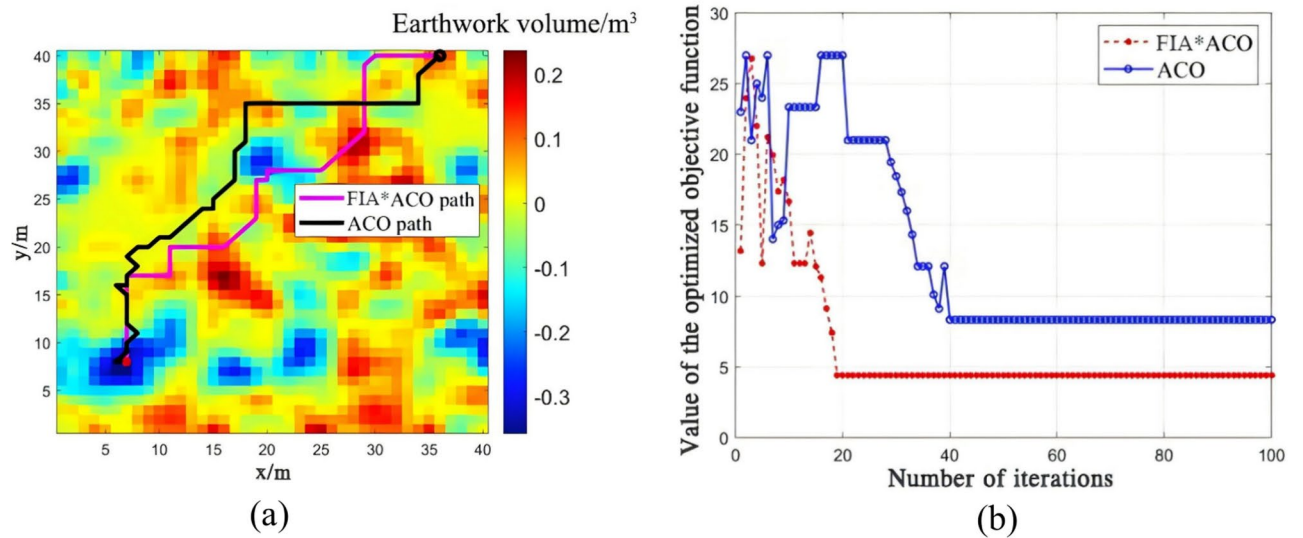 Earthwork volume/m³
40
35
30
25
20
15
10
5
y/m
5 10 15 20 25 30 35 40
x/m
FIA*ACO path
ACO path
0.2
0.1
0
-0.1
-0.2
-0.3
(a)
30
25
20
15
10
5
0
Value of the optimized objective function
0 20 40 60 80 100
Number of iterations
FIA*ACO
ACO
(b)